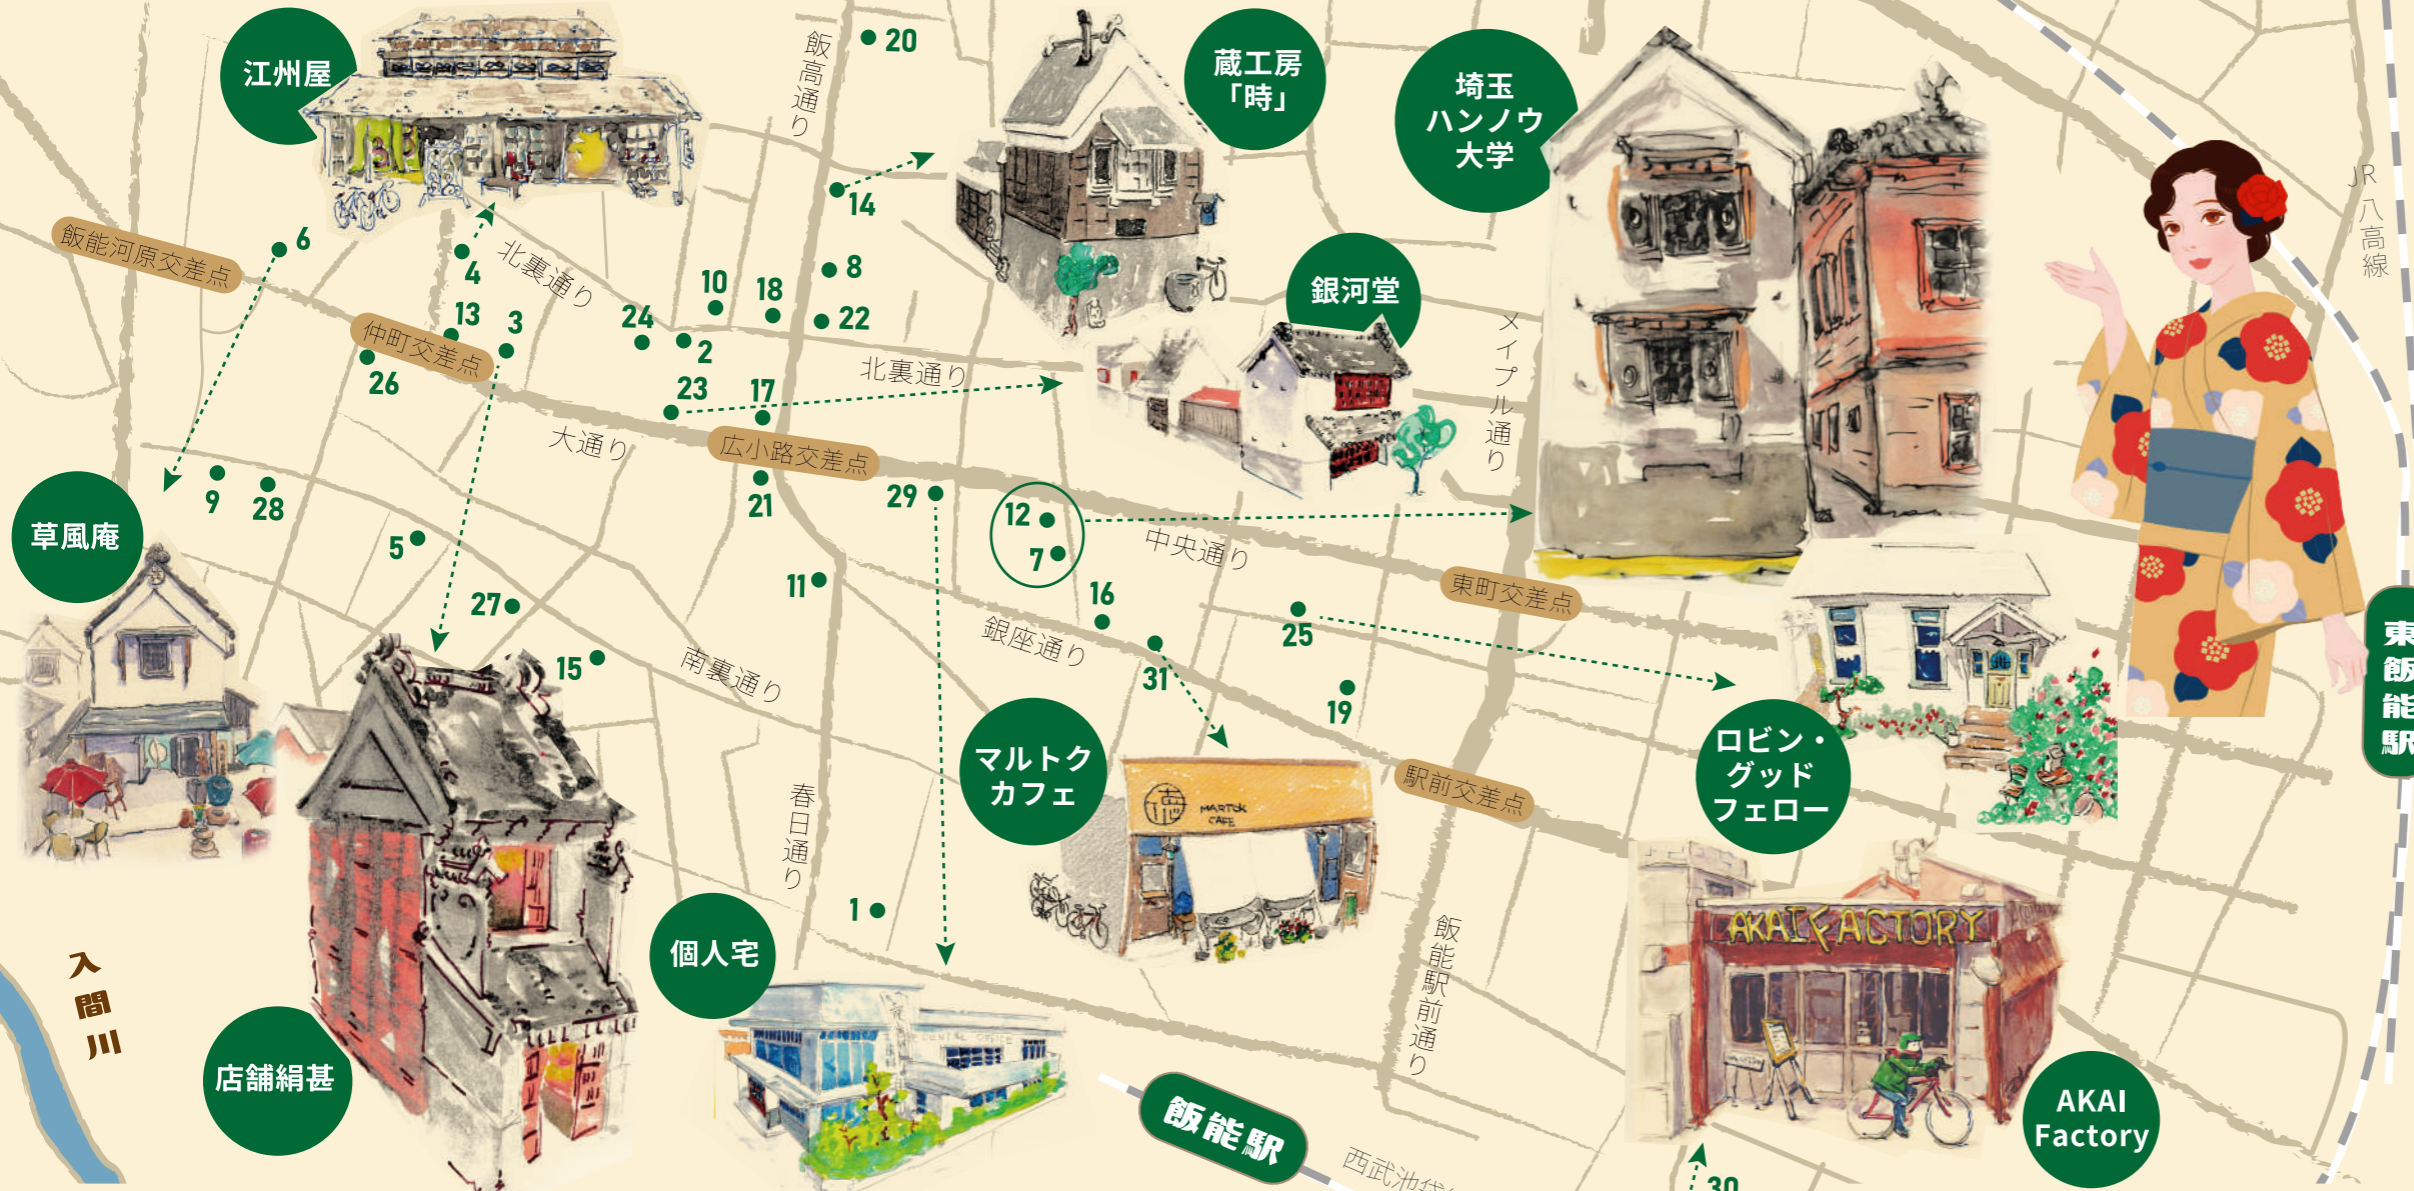 江州屋
飯高通り
20
蔵工房
「時」
埼玉
ハンノウ
大学
JR八高線
14
6
飯能河原交差点
4
北裏通り
8
10
18
22
銀河堂
24
13
3
仲町交差点
2
26
北裏通り
メイプル通り
23
17
大通り
広小路交差点
9
28
21
29
12
7
中央通り
草風庵
5
11
27
16
東町交差点
銀座通り
25
東飯能駅
15
南裏通り
31
19
マルトク
カフェ
ロビン・
グッド
フェロー
駅前交差点
MARTOK
CAFE
春日通り
1
個人宅
飯能駅前通り
AKAI FACTORY
入間川
店舗絹甚
DENTAL OFFICE
飯能駅
西武池袋
AKAI
Factory
30